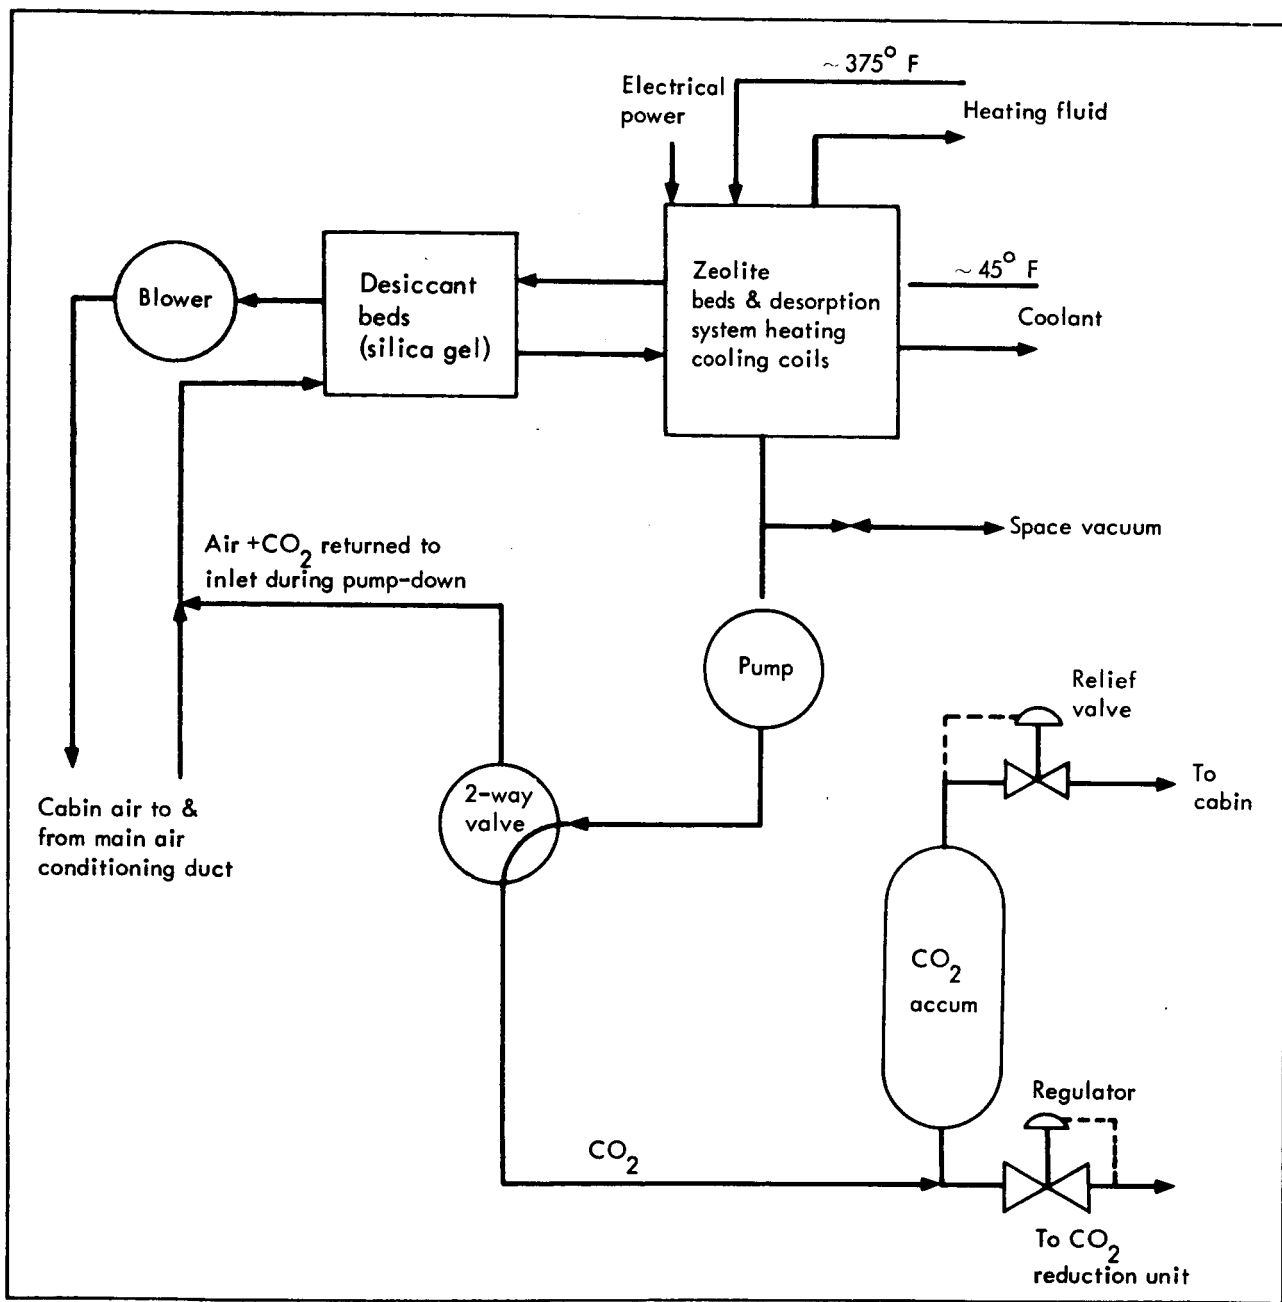 ~ 375° F
Electrical
power
Heating fluid
Blower
Desiccant
beds
(silica gel)
Zeolite
beds & desorption
system heating
cooling coils
~ 45° F
Coolant
Air +CO2 returned to
inlet during pump-down
Space vacuum
Pump
Relief
valve
2-way
valve
To
cabin
Cabin air to &
from main air
conditioning duct
CO2
accum
Regulator
CO2
To CO2
reduction unit